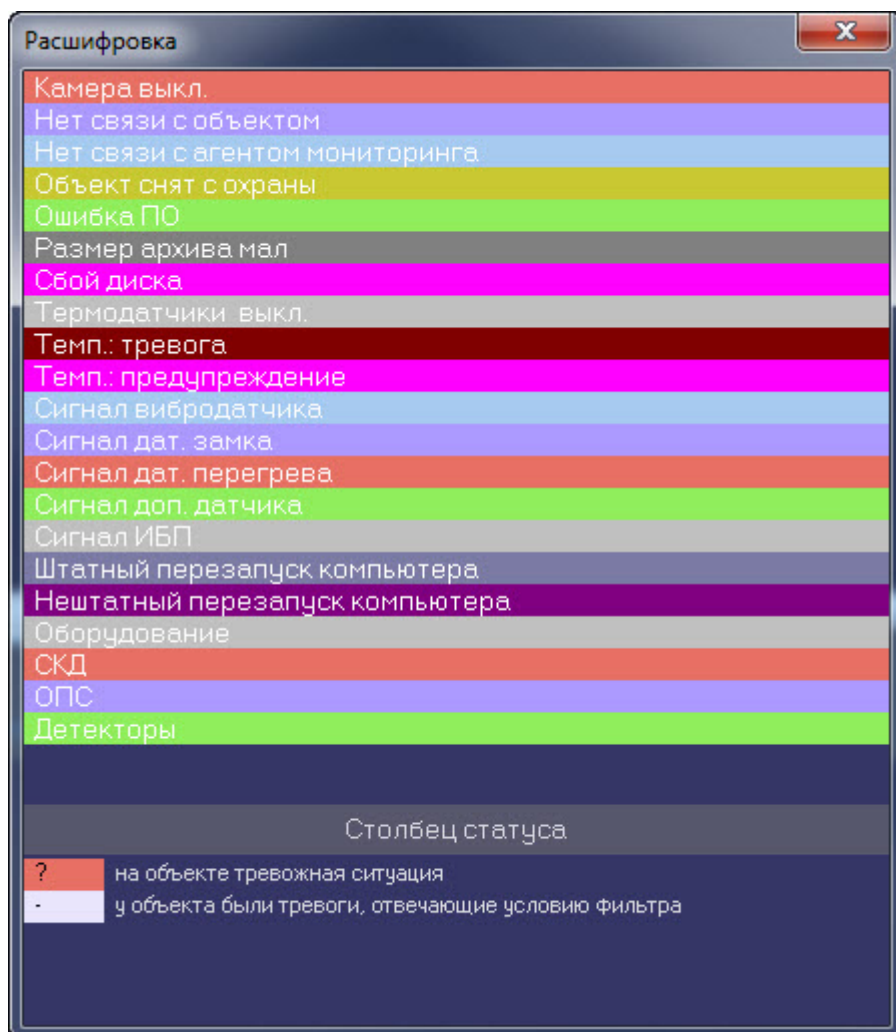 Расшифровка
Камера выкл.
Нет связи с объектом
Нет связи с агентом мониторинга
Объект снят с охраны
Ошибка ПО
Размер архива мал
Сбой диска
Термодатчики выкл.
Темп.: тревога
Темп.: предупреждение
Сигнал вибродатчика
Сигнал дат. замка
Сигнал дат. перегрева
Сигнал доп. датчика
Сигнал ИБП
Штатный перезапуск компьютера
Нештатный перезапуск компьютера
Оборудование
СКД
ОПС
Детекторы
Столбец статуса
? на объекте тревожная ситуация
- у объекта были тревоги, отвечающие условию фильтра